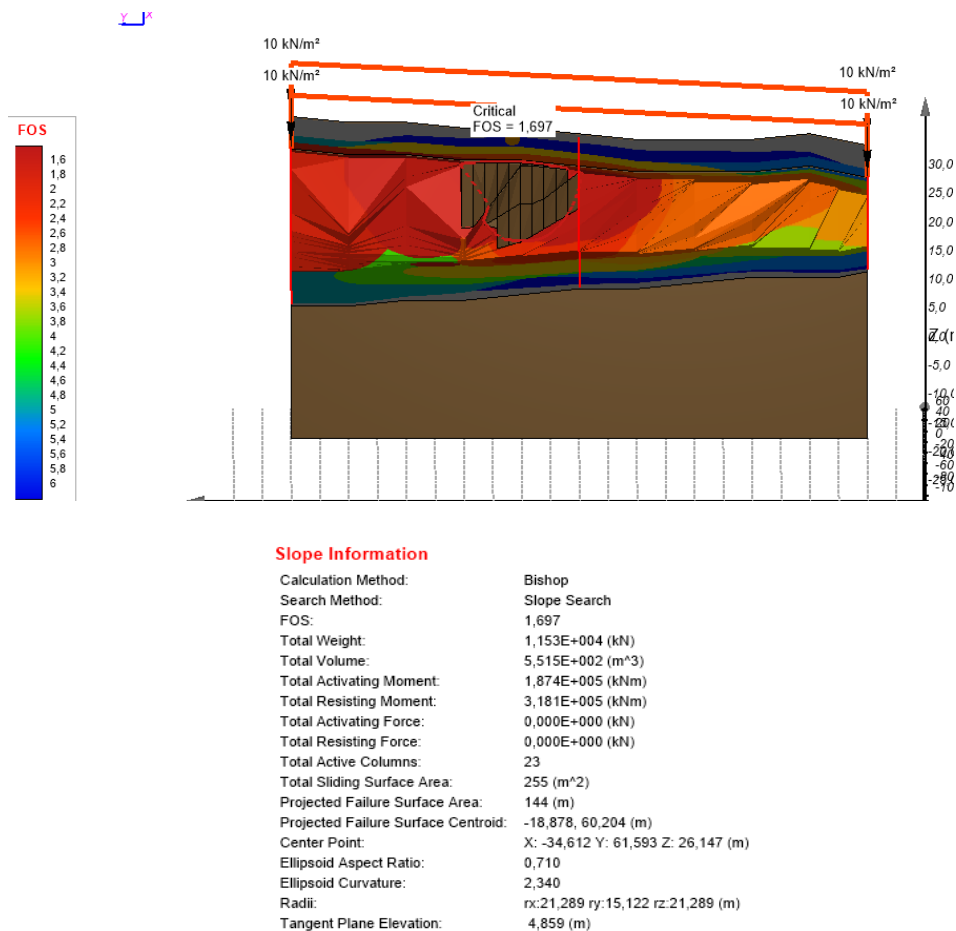 Y X
10 kN/m²
10 kN/m²
10 kN/m²
10 kN/m²
Critical
FOS = 1,697
FOS
1,6
1,8
2
2,2
2,4
2,6
2,8
3
3,2
3,4
3,6
3,8
4
4,2
4,4
4,6
4,8
5
5,2
5,4
5,6
5,8
6
30,0
25,0
20,0
15,0
10,0
5,0
-5,0
-10,0
Slope Information
Calculation Method: Bishop
Search Method: Slope Search
FOS: 1,697
Total Weight: 1,153E+004 (kN)
Total Volume: 5,515E+002 (m^3)
Total Activating Moment: 1,874E+005 (kNm)
Total Resisting Moment: 3,181E+005 (kNm)
Total Activating Force: 0,000E+000 (kN)
Total Resisting Force: 0,000E+000 (kN)
Total Active Columns: 23
Total Sliding Surface Area: 255 (m^2)
Projected Failure Surface Area: 144 (m)
Projected Failure Surface Centroid: -18,878, 60,204 (m)
Center Point: X: -34,612 Y: 61,593 Z: 26,147 (m)
Ellipsoid Aspect Ratio: 0,710
Ellipsoid Curvature: 2,340
Radii: rx:21,289 ry:15,122 rz:21,289 (m)
Tangent Plane Elevation: 4,859 (m)